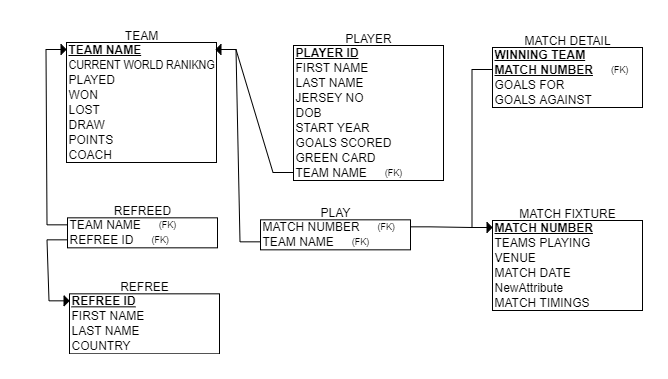 TEAM
TEAM NAME
CURRENT WORLD RANIKNG
PLAYED
WON
LOST
DRAW
POINTS
COACH
PLAYER
PLAYER ID
FIRST NAME
LAST NAME
JERSEY NO
DOB
START YEAR
GOALS SCORED
GREEN CARD
TEAM NAME (FK)
MATCH DETAIL
WINNING TEAM
MATCH NUMBER (FK)
GOALS FOR
GOALS AGAINST
REFREED
TEAM NAME (FK)
REFREE ID (FK)
PLAY
MATCH NUMBER (FK)
TEAM NAME (FK)
MATCH FIXTURE
MATCH NUMBER
TEAMS PLAYING
VENUE
MATCH DATE
NewAttribute
MATCH TIMINGS
REFREE
REFREE ID
FIRST NAME
LAST NAME
COUNTRY